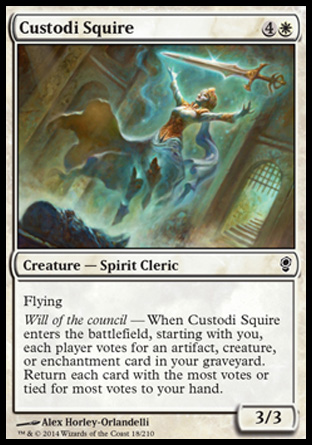 Custodi Squire 4
Creature — Spirit Cleric
Flying
Will of the council — When Custodi Squire
enters the battlefield, starting with you,
each player votes for an artifact, creature,
or enchantment card in your graveyard.
Return each card with the most votes or
tied for most votes to your hand.
Alex Horley-Orlandelli
™ & © 2014 Wizards of the Coast 18/210
3/3